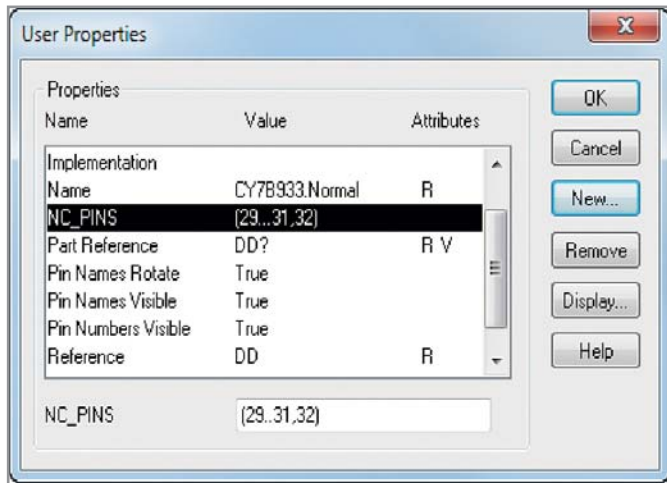 User Properties
Properties
Name Value Attributes
Implementation
Name CY7B933.Normal R
NC_PINS (29...31,32)
Part Reference DD? R V
Pin Names Rotate True
Pin Names Visible True
Pin Numbers Visible True
Reference DD R
NC_PINS (29..31,32)
OK
Cancel
New...
Remove
Display...
Help